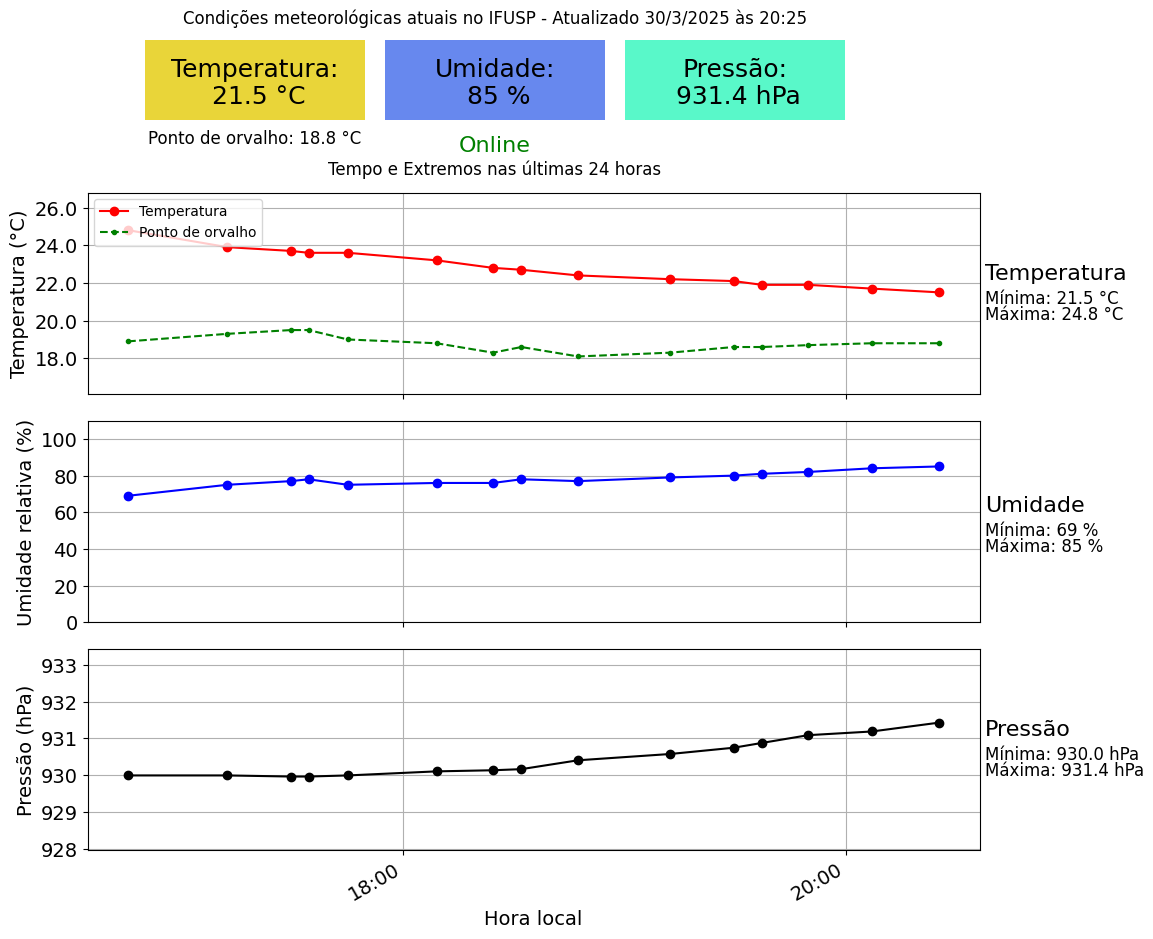 Condições meteorológicas atuais no IFUSP - Atualizado 30/3/2025 às 20:25
Temperatura:
21.5 °C
Umidade:
85 %
Pressão:
931.4 hPa
Ponto de orvalho: 18.8 °C
Online
Tempo e Extremos nas últimas 24 horas
Temperatura (°C)
26.0
24.0
22.0
20.0
18.0
Temperatura
Ponto de orvalho
Temperatura
Mínima: 21.5 °C
Máxima: 24.8 °C
Umidade relativa (%)
100
80
60
40
20
0
Umidade
Mínima: 69 %
Máxima: 85 %
Pressão (hPa)
933
932
931
930
929
928
Pressão
Mínima: 930.0 hPa
Máxima: 931.4 hPa
18:00
20:00
Hora local